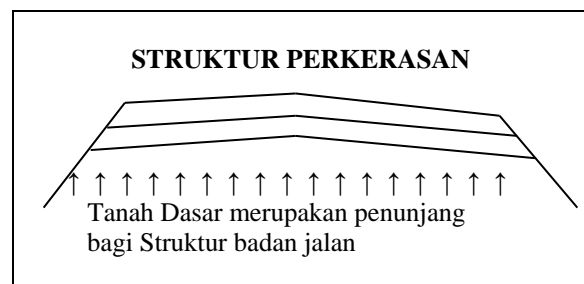 STRUKTUR PERKERASAN
Tanah Dasar merupakan penunjang
bagi Struktur badan jalan